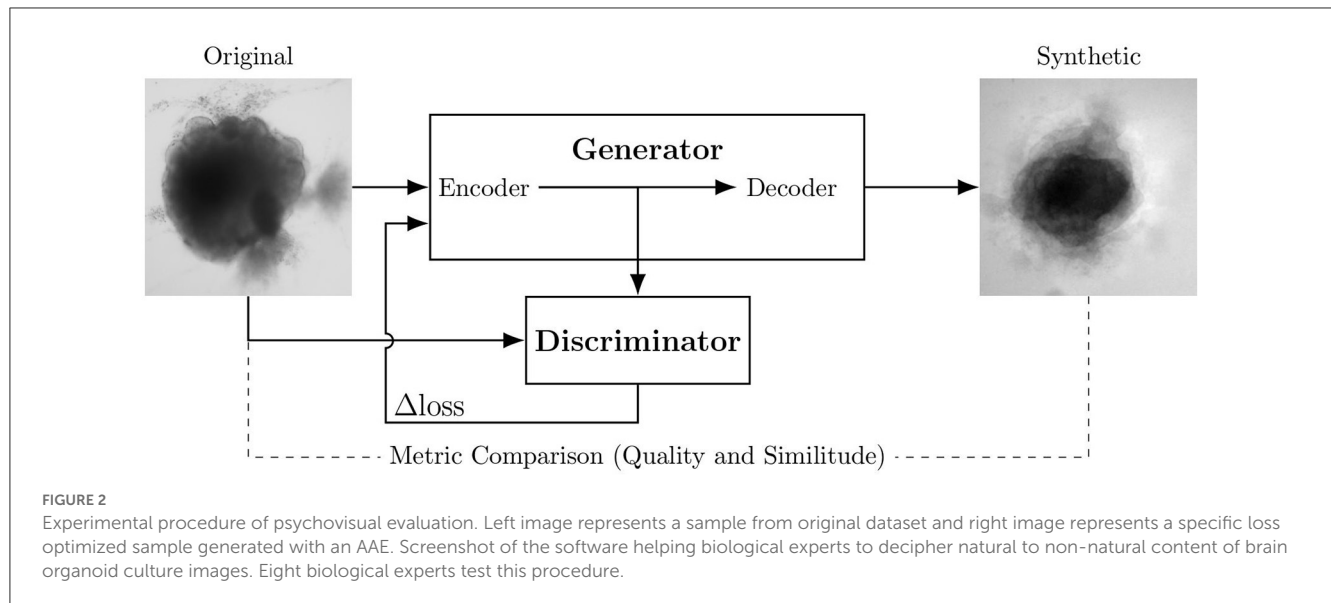 Original
Synthetic
Generator
Encoder
Decoder
Discriminator
Δloss
Metric Comparison (Quality and Similitude)
FIGURE 2
Experimental procedure of psychovisual evaluation. Left image represents a sample from original dataset and right image represents a specific loss
optimized sample generated with an AAE. Screenshot of the software helping biological experts to decipher natural to non-natural content of brain
organoid culture images. Eight biological experts test this procedure.